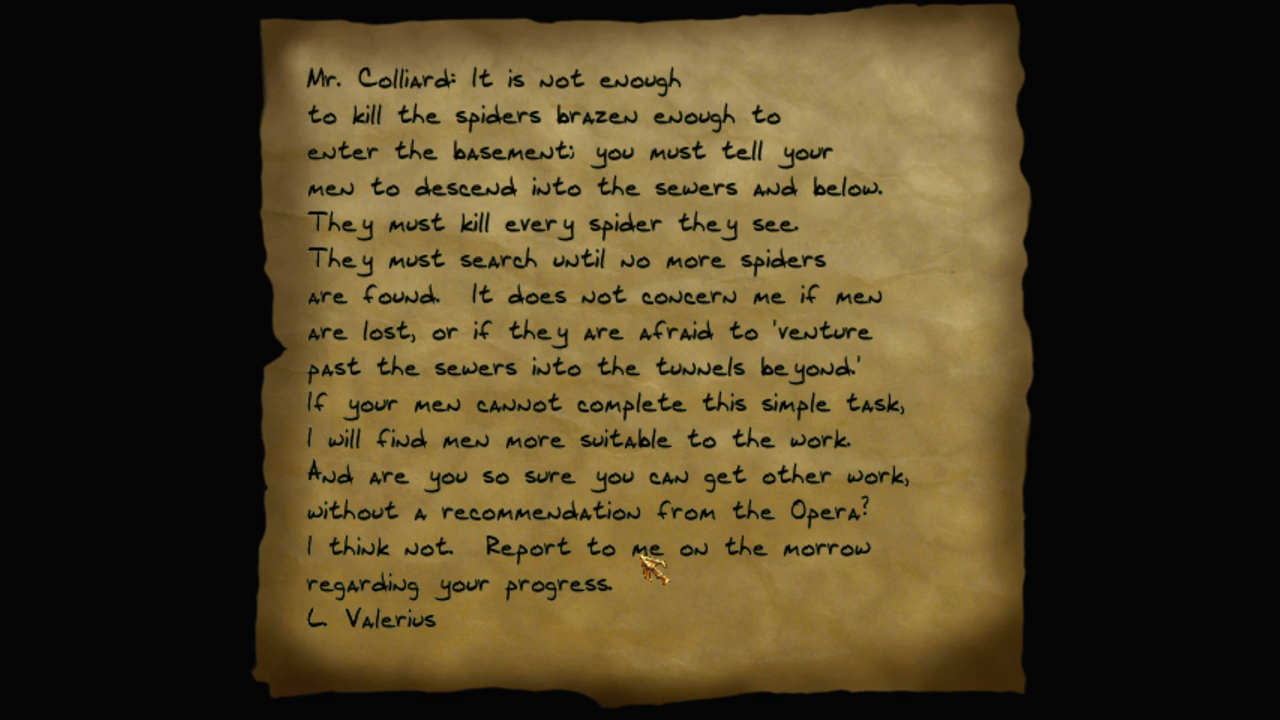 Mr. Colliard: It is not enough
to kill the spiders brazen enough to
enter the basement; you must tell your
men to descend into the sewers and below.
They must kill every spider they see.
They must search until no more spiders
are found. It does not concern me if men
are lost, or if they are afraid to 'venture
past the sewers into the tunnels beyond.'
If your men cannot complete this simple task,
I will find men more suitable to the work.
And are you so sure you can get other work,
without a recommendation from the Opera?
I think not. Report to me on the morrow
regarding your progress.
L. Valerius